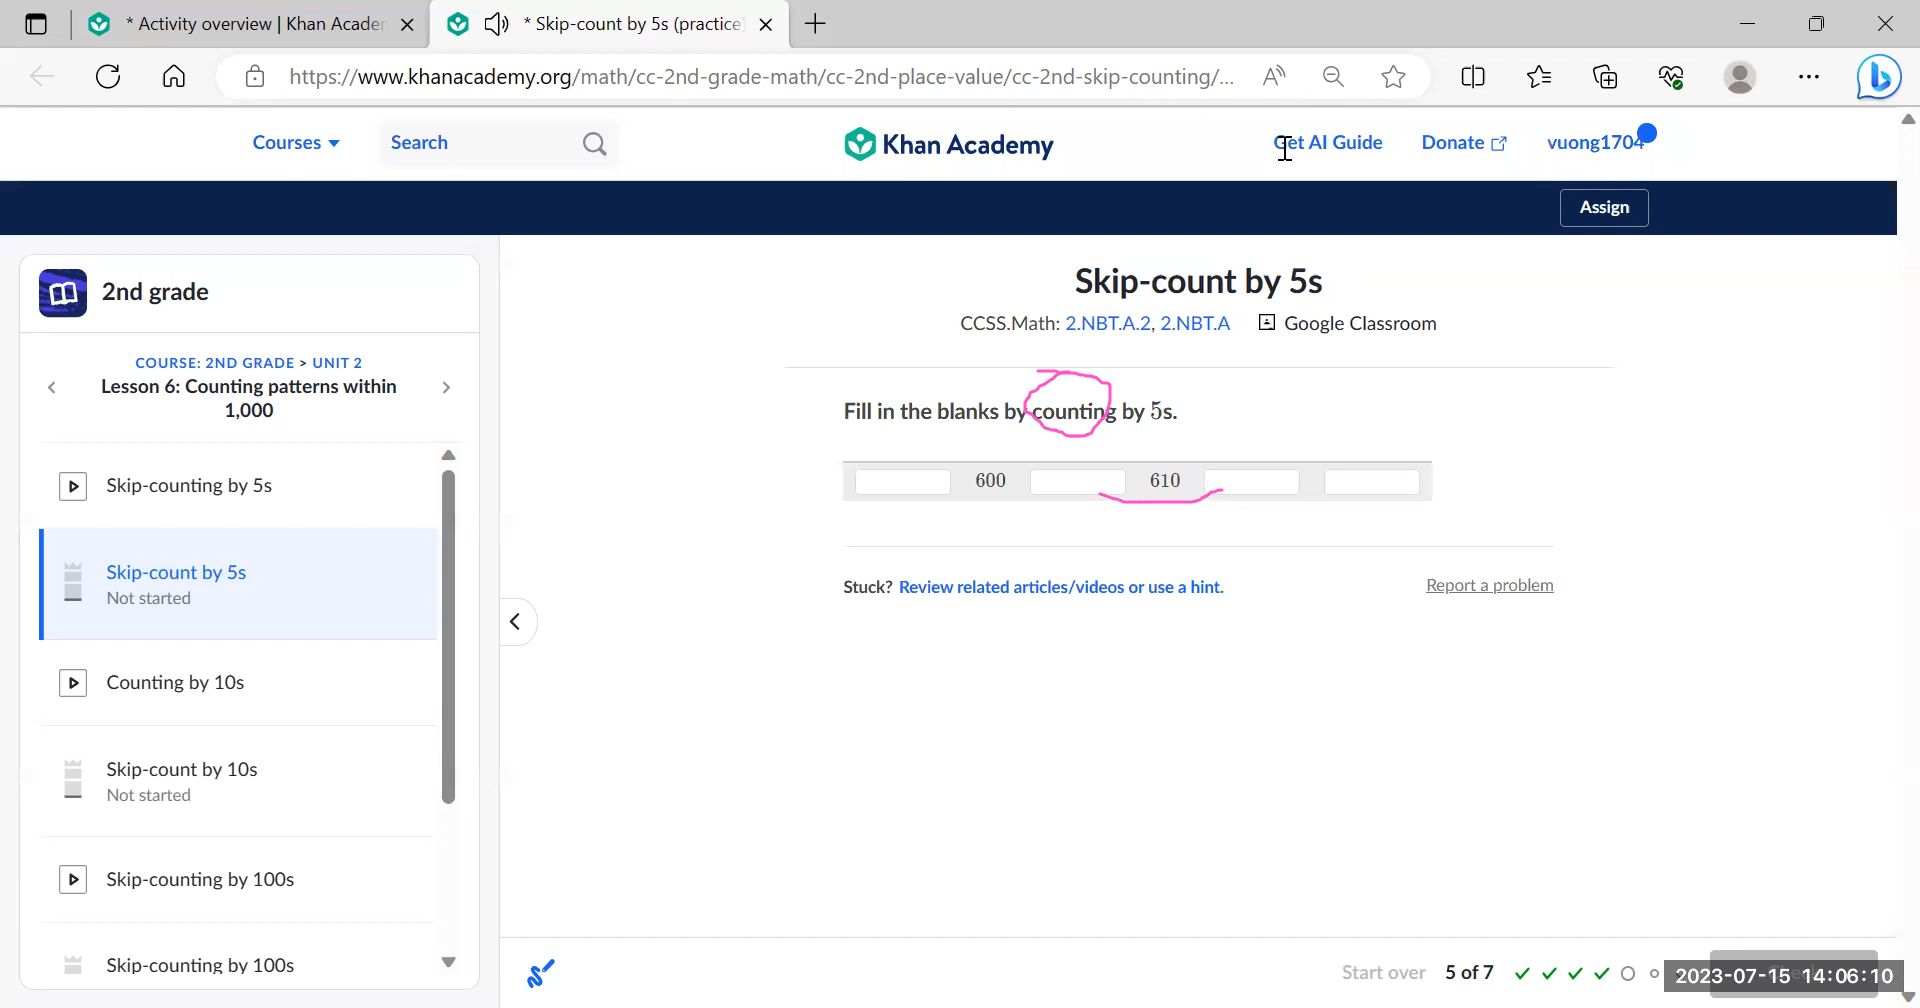 * Activity overview | Khan Acader
* Skip-count by 5s (practice)
https://www.khanacademy.org/math/cc-2nd-grade-math/cc-2nd-place-value/cc-2nd-skip-counting/...
Courses
Search
Khan Academy
Get AI Guide
Donate
vuong1704
Assign
2nd grade
COURSE: 2ND GRADE > UNIT 2
Lesson 6: Counting patterns within
1,000
Skip-counting by 5s
Skip-count by 5s
Not started
Counting by 10s
Skip-count by 10s
Not started
Skip-counting by 100s
Skip-counting by 100s
Skip-count by 5s
CCSS.Math: 2.NBT.A.2, 2.NBT.A
Google Classroom
Fill in the blanks by counting by 5s.
600 610
Stuck? Review related articles/videos or use a hint.
Report a problem
Start over 5 of 7
2023-07-15 14:06:10